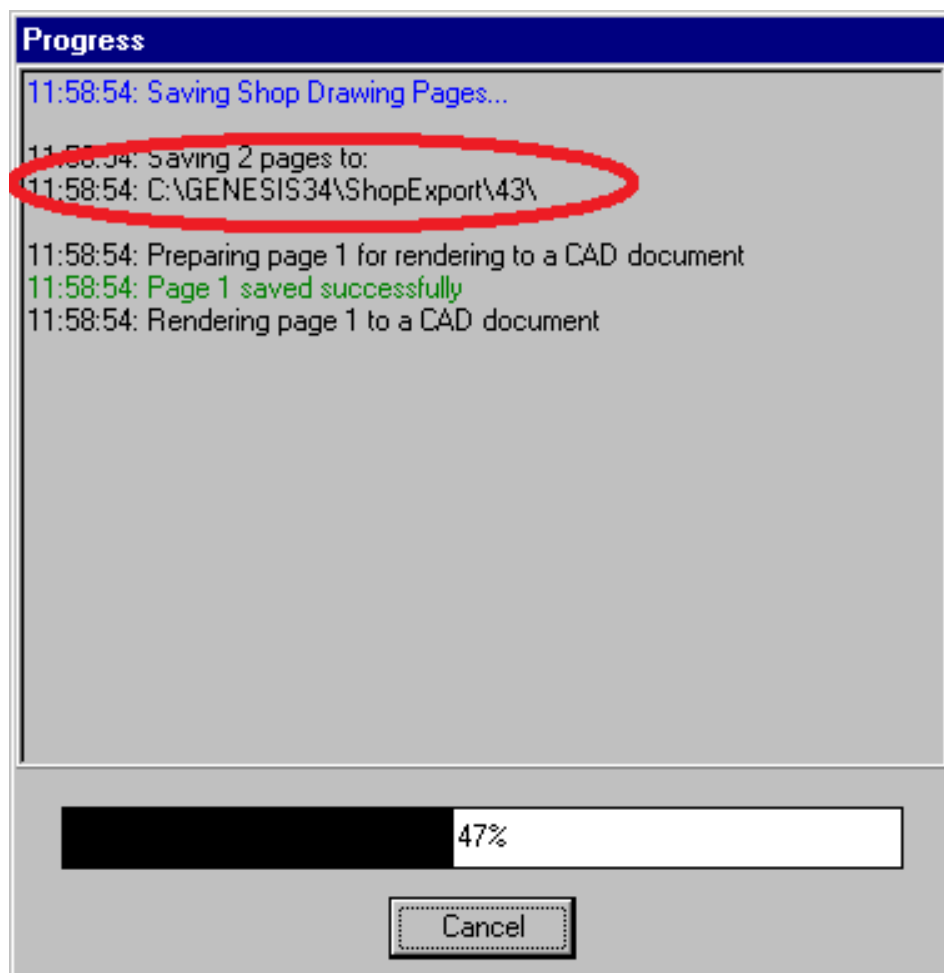 Progress
11:58:54: Saving Shop Drawing Pages...
11:58:54: Saving 2 pages to:
11:58:54: C:\GENESIS34\ShopExport\43\
11:58:54: Preparing page 1 for rendering to a CAD document
11:58:54: Page 1 saved successfully
11:58:54: Rendering page 1 to a CAD document
47%
Cancel